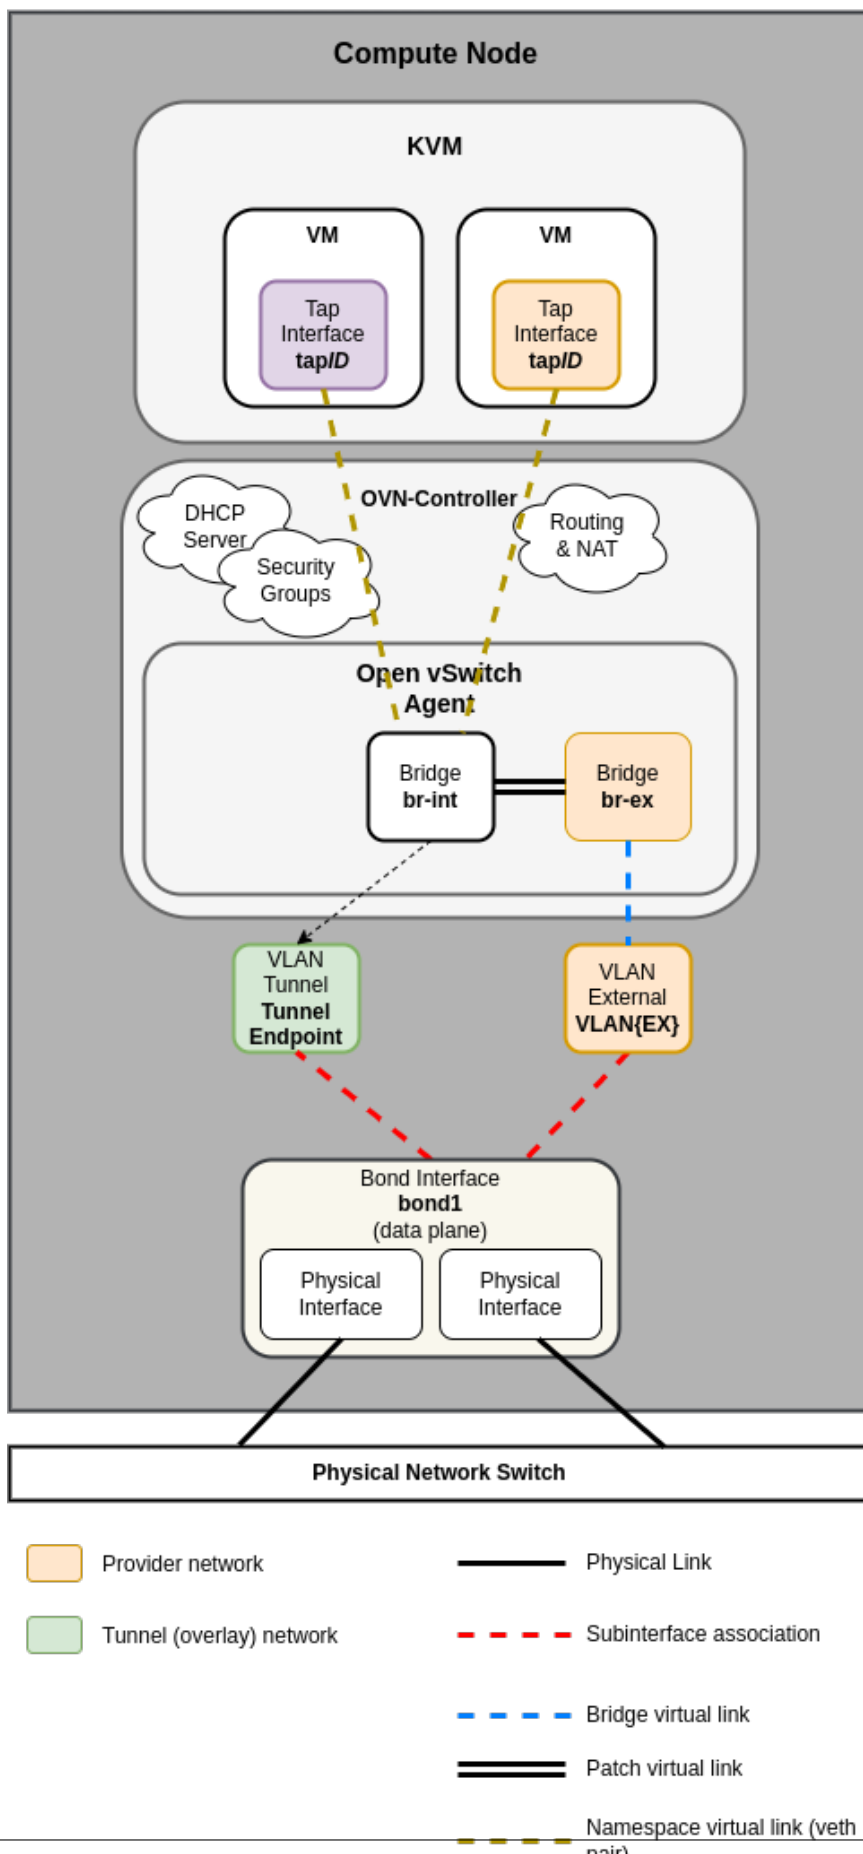 Compute Node
KVM
VM
VM
Tap
Interface
tapID
Tap
Interface
tapID
OVN-Controller
DHCP
Server
Security
Groups
Routing
& NAT
Open vSwitch
Agent
Bridge
br-int
Bridge
br-ex
VLAN
Tunnel
Tunnel
Endpoint
VLAN
External
VLAN{EX}
Bond Interface
bond1
(data plane)
Physical
Interface
Physical
Interface
Physical Network Switch
Provider network
Tunnel (overlay) network
Physical Link
Subinterface association
Bridge virtual link
Patch virtual link
Namespace virtual link (veth
pair)